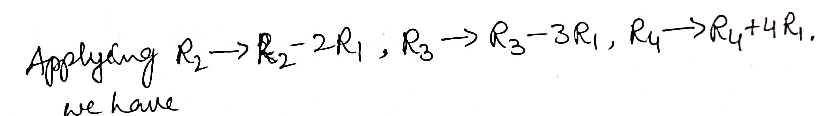 Applying R₂→R₂-2R₁, R₃→R₃-3R₁, R₄→R₄+4R₁.
we have